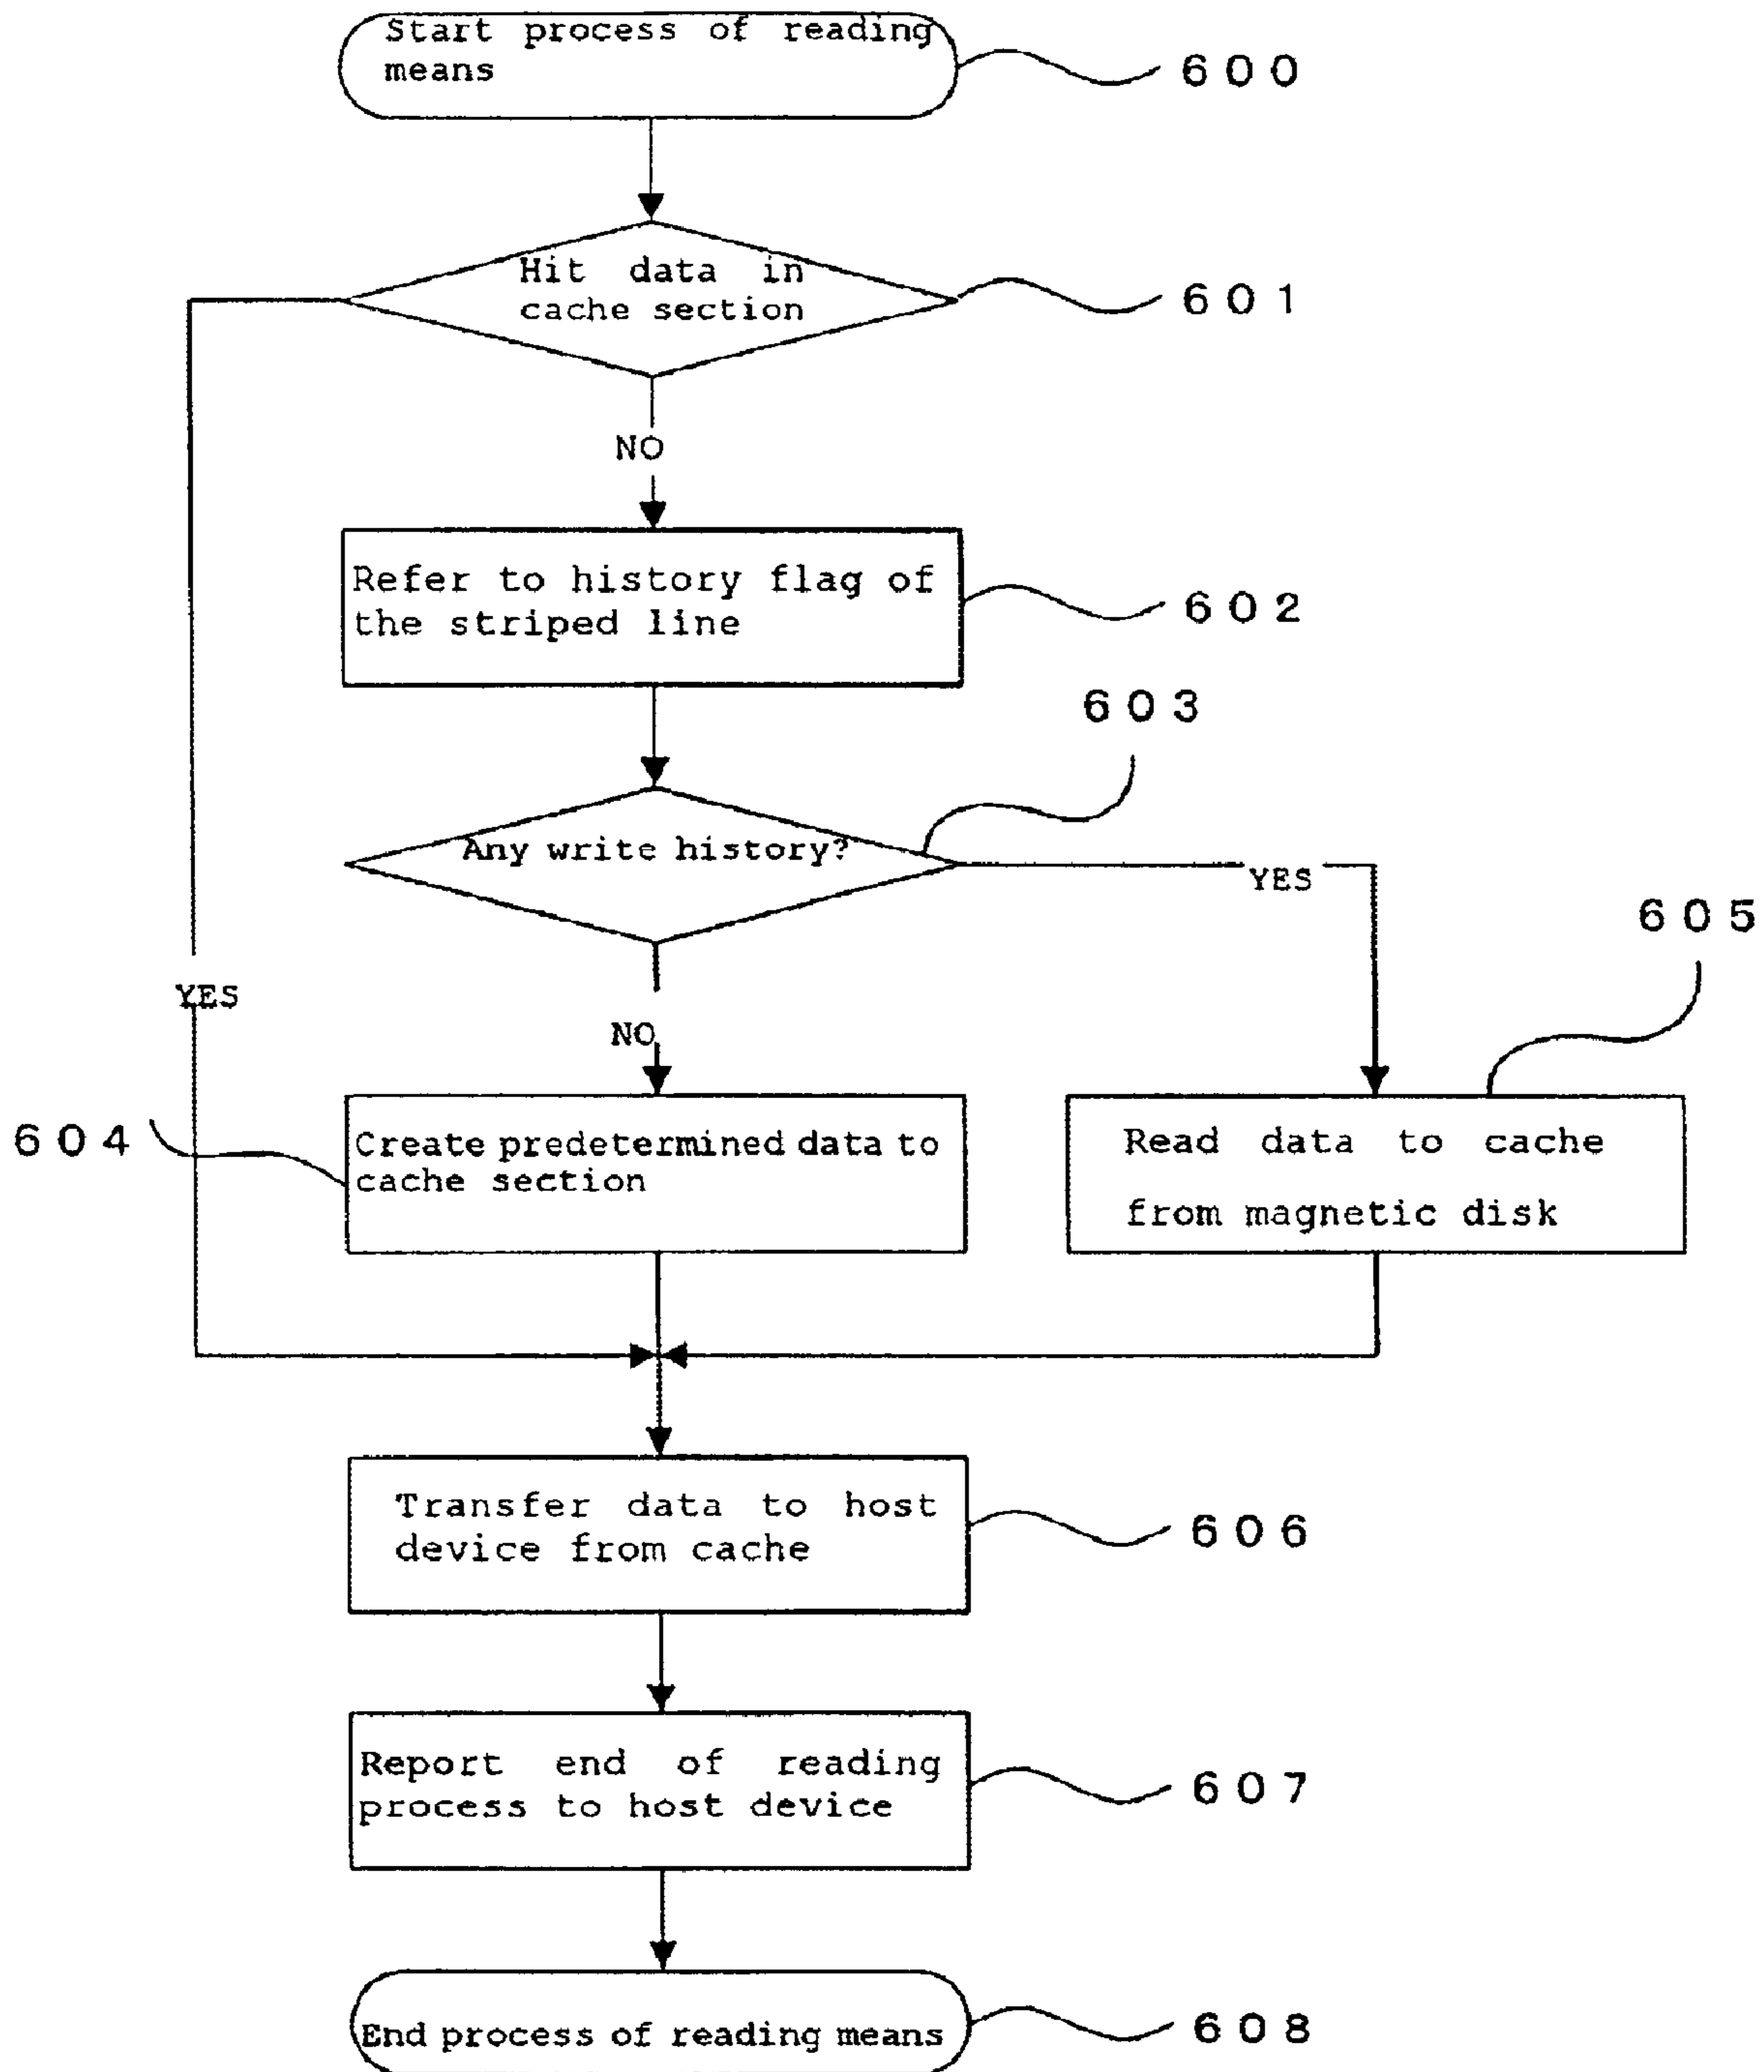 Start process of reading
means
600
Hit data in
cache section
601
NO
Refer to history flag of
the striped line
602
603
Any write history?
YES
605
YES
NO
604
Create predetermined data to
cache section
Read data to cache
from magnetic disk
Transfer data to host
device from cache
606
Report end of reading
process to host device
607
End process of reading means
608